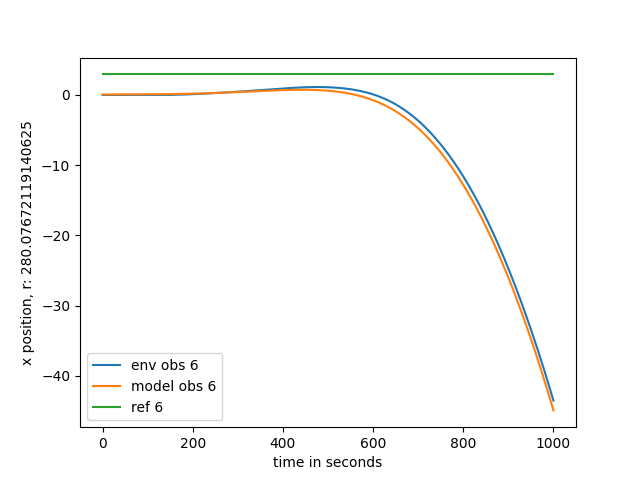 0
−10
−20
−30
−40
x position, r: 280.07672119140625
env obs 6
model obs 6
ref 6
0
200
400
600
800
1000
time in seconds